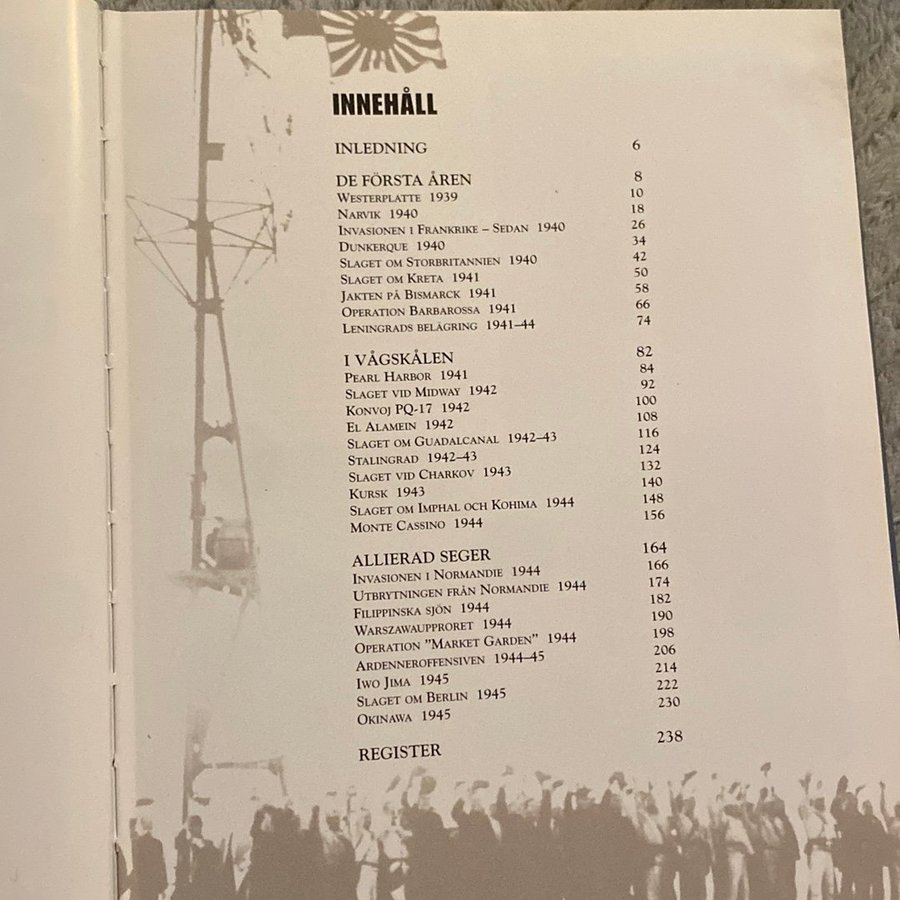 INNEHÅLL
INLEDNING 6
DE FÖRSTA ÅREN 8
WESTERPLATTE 1939 10
NARVIK 1940 18
INVASIONEN I FRANKRIKE – SEDAN 1940 26
DUNKERQUE 1940 34
SLAGET OM STORBRITANNIEN 1940 42
SLAGET OM KRETA 1941 50
JAKTEN PÅ BISMARCK 1941 58
OPERATION BARBAROSSA 1941 66
LENINGRADS BELÄGRING 1941–44 74
I VÅGSKÅLEN 82
PEARL HARBOR 1941 84
SLAGET VID MIDWAY 1942 92
KONVOJ PQ-17 1942 100
EL ALAMEIN 1942 108
SLAGET OM GUADALCANAL 1942–43 116
STALINGRAD 1942–43 124
SLAGET VID CHARKOV 1943 132
KURSK 1943 140
SLAGET OM IMPHAL OCH KOHIMA 1944 148
MONTE CASSINO 1944 156
ALLIERAD SEGER 164
INVASIONEN I NORMANDIE 1944 166
UTBRYTNINGEN FRÅN NORMANDIE 1944 174
FILIPPINSKA SJÖN 1944 182
WARSZAWAUPPRORET 1944 190
OPERATION ”MARKET GARDEN” 1944 198
ARDENNEROFFENSIVEN 1944–45 206
IWO JIMA 1945 214
SLAGET OM BERLIN 1945 222
OKINAWA 1945 230
REGISTER 238